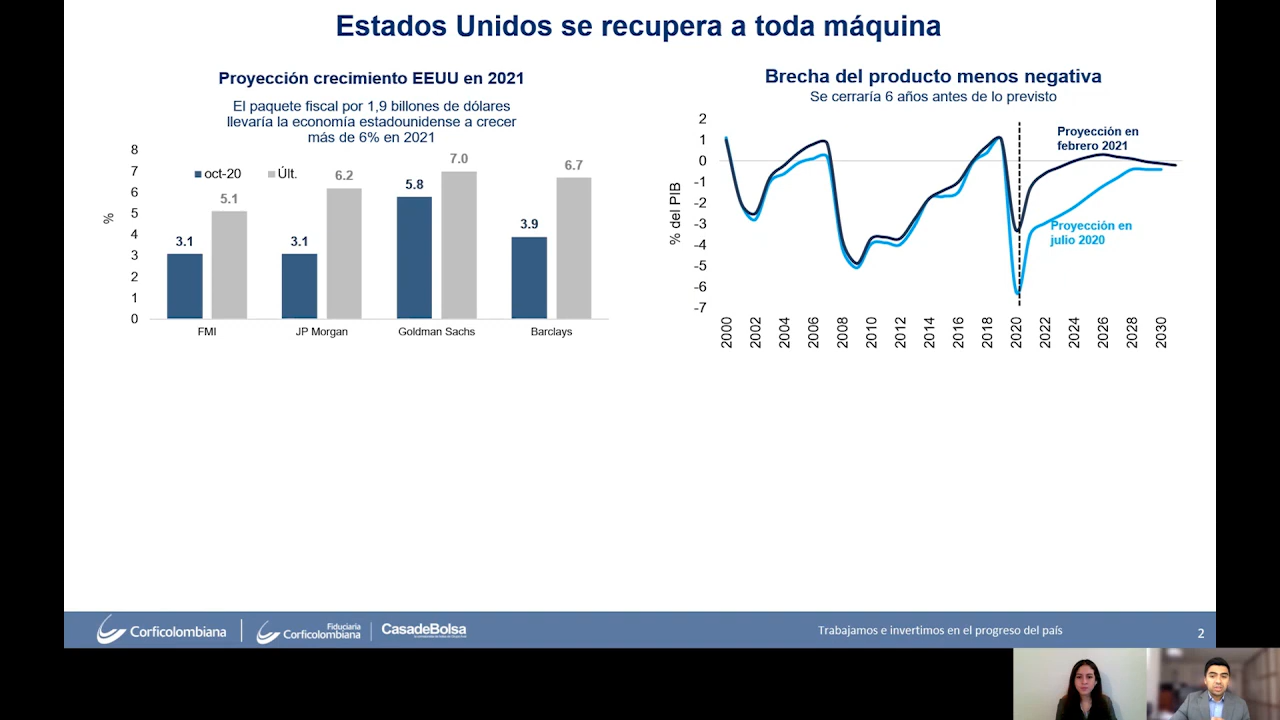 Estados Unidos se recupera a toda máquina
Proyección crecimiento EEUU en 2021
El paquete fiscal por 1,9 billones de dólares
llevaría la economía estadounidense a crecer
más de 6% en 2021
8
7
6
5
4
3
2
1
0
%
oct-20
Últ.
3.1
5.1
3.1
6.2
5.8
7.0
3.9
6.7
FMI
JP Morgan
Goldman Sachs
Barclays
Brecha del producto menos negativa
Se cerraría 6 años antes de lo previsto
2
1
0
-1
-2
-3
-4
-5
-6
-7
% del PIB
Proyección en
febrero 2021
Proyección en
julio 2020
2000
2002
2004
2006
2008
2010
2012
2014
2016
2018
2020
2022
2024
2026
2028
2030
Corficolombiana
Fiduciaria
Corficolombiana
CasadeBolsa
Trabajamos e invertimos en el progreso del país
2